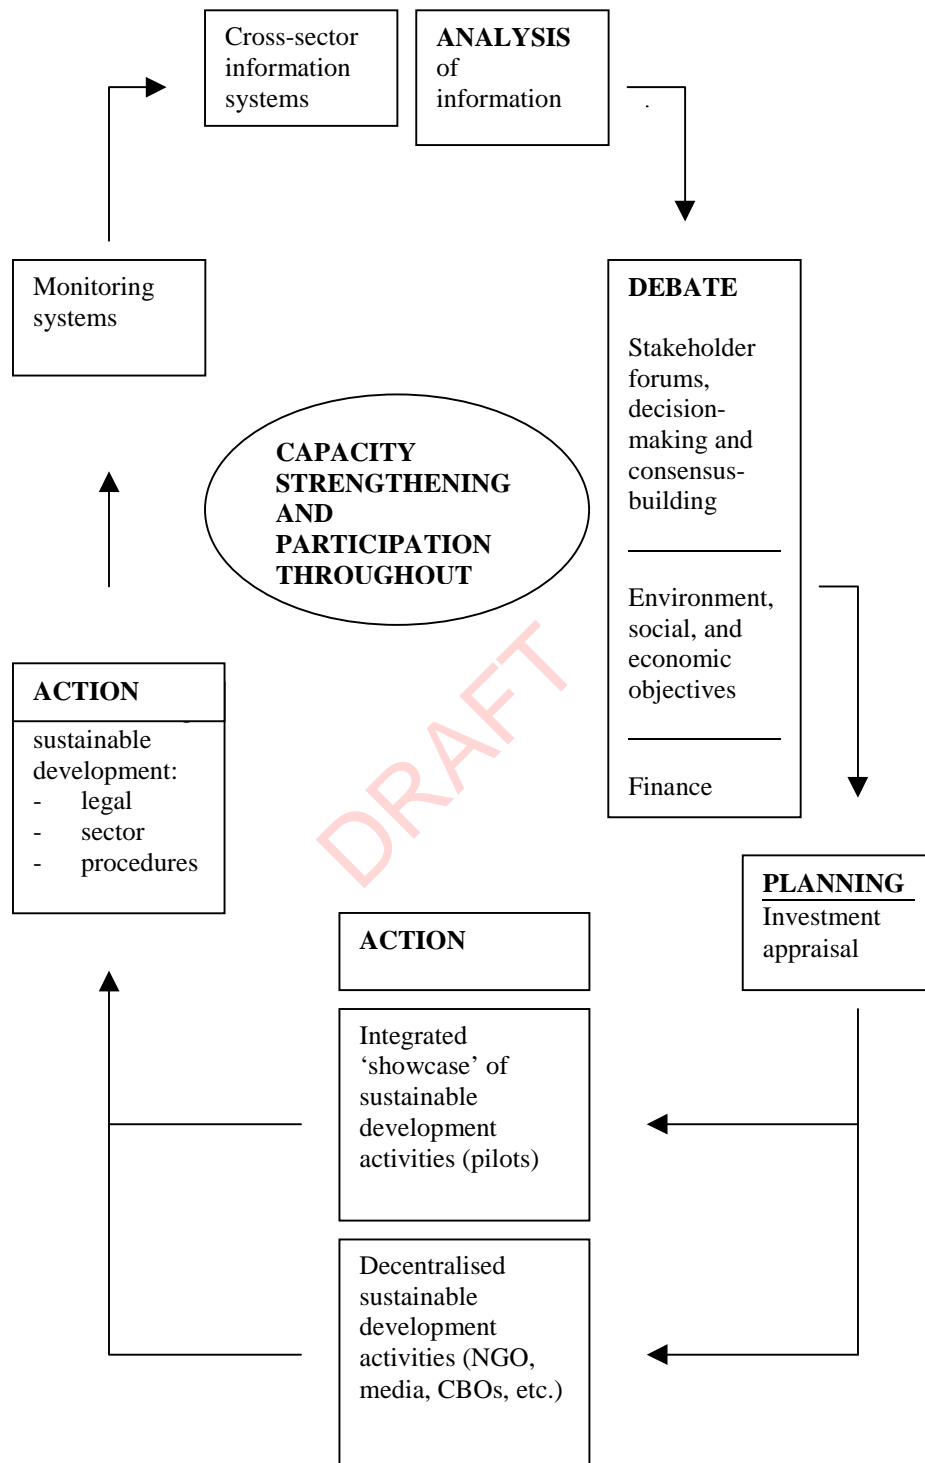 Cross-sector
information
systems
ANALYSIS
of
information
.
Monitoring
systems
DEBATE
Stakeholder
forums,
decision-
making and
consensus-
building
Environment,
social, and
economic
objectives
Finance
CAPACITY
STRENGTHENING
AND
PARTICIPATION
THROUGHOUT
DRAFT
ACTION
sustainable
development:
- legal
- sector
- procedures
PLANNING
Investment
appraisal
ACTION
Integrated
‘showcase’ of
sustainable
development
activities (pilots)
Decentralised
sustainable
development
activities (NGO,
media, CBOs, etc.)